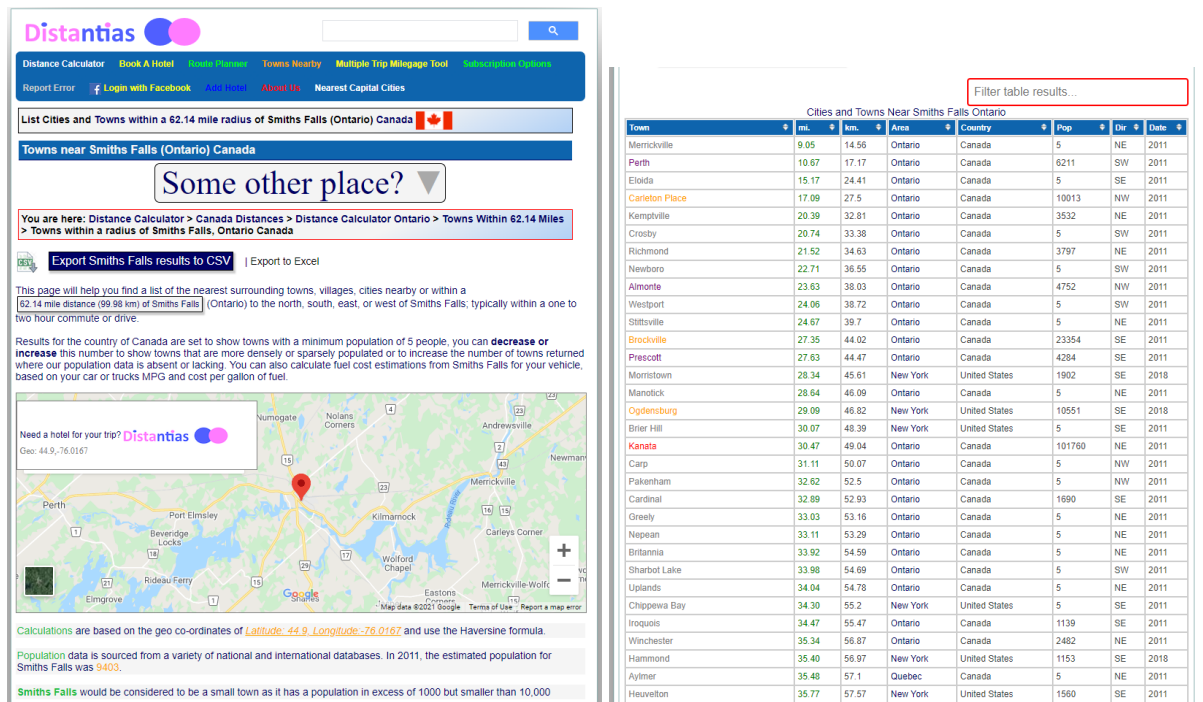 Distantias
Distance Calculator Book A Hotel Route Planner Towns Nearby Multiple Trip Milegage Tool Subscription Options
Report Error Login with Facebook Add Hotel About Us Nearest Capital Cities
List Cities and Towns within a 62.14 mile radius of Smiths Falls (Ontario) Canada
Towns near Smiths Falls (Ontario) Canada
Some other place?
You are here: Distance Calculator > Canada Distances > Distance Calculator Ontario > Towns Within 62.14 Miles
> Towns within a radius of Smiths Falls, Ontario Canada
CSV Export Smiths Falls results to CSV | Export to Excel
This page will help you find a list of the nearest surrounding towns, villages, cities nearby or within a
62.14 mile distance (99.98 km) of Smiths Falls (Ontario) to the north, south, east, or west of Smiths Falls; typically within a one to
two hour commute or drive.
Results for the country of Canada are set to show towns with a minimum population of 5 people, you can decrease or
increase this number to show towns that are more densely or sparsely populated or to increase the number of towns returned
where our population data is absent or lacking. You can also calculate fuel cost estimations from Smiths Falls for your vehicle,
based on your car or trucks MPG and cost per gallon of fuel.
Need a hotel for your trip? Distantias
Geo: 44.9,-76.0167
Numogate
Nolans
Corners
4
23
23
Andrewsville
2
43
Newman
15
Merrickville
23
Perth
Port Elmsley
Kilmarnock
16
15
1
Beveridge
Locks
Carleys Corner
18
17
Wolford
Chapel
29
21
Rideau Ferry
15
Merrickville-Wolfo
Elmgrove
1
Google
Eastons
Corners
15
Map data ©2021 Google Terms of Use Report a map error
Calculations are based on the geo co-ordinates of Latitude: 44.9, Longitude:-76.0167 and use the Haversine formula.
Population data is sourced from a variety of national and international databases. In 2011, the estimated population for
Smiths Falls was 9403.
Smiths Falls would be considered to be a small town as it has a population in excess of 1000 but smaller than 10,000
Filter table results...
Cities and Towns Near Smiths Falls Ontario
Town mi. km. Area Country Pop Dir Date
Merrickville 9.05 14.56 Ontario Canada 5 NE 2011
Perth 10.67 17.17 Ontario Canada 6211 SW 2011
Eloida 15.17 24.41 Ontario Canada 5 SE 2011
Carleton Place 17.09 27.5 Ontario Canada 10013 NW 2011
Kemptville 20.39 32.81 Ontario Canada 3532 NE 2011
Crosby 20.74 33.38 Ontario Canada 5 SW 2011
Richmond 21.52 34.63 Ontario Canada 3797 NE 2011
Newboro 22.71 36.55 Ontario Canada 5 SW 2011
Almonte 23.63 38.03 Ontario Canada 4752 NW 2011
Westport 24.06 38.72 Ontario Canada 5 SW 2011
Stittsville 24.67 39.7 Ontario Canada 5 NE 2011
Brockville 27.35 44.02 Ontario Canada 23354 SE 2011
Prescott 27.63 44.47 Ontario Canada 4284 SE 2011
Morristown 28.34 45.61 New York United States 1902 SE 2018
Manotick 28.64 46.09 Ontario Canada 5 NE 2011
Ogdensburg 29.09 46.82 New York United States 10551 SE 2018
Brier Hill 30.07 48.39 New York United States 5 SE 2011
Kanata 30.47 49.04 Ontario Canada 101760 NE 2011
Carp 31.11 50.07 Ontario Canada 5 NW 2011
Pakenham 32.62 52.5 Ontario Canada 5 NW 2011
Cardinal 32.89 52.93 Ontario Canada 1690 SE 2011
Greely 33.03 53.16 Ontario Canada 5 NE 2011
Nepean 33.11 53.29 Ontario Canada 5 NE 2011
Britannia 33.92 54.59 Ontario Canada 5 NE 2011
Sharbot Lake 33.98 54.69 Ontario Canada 5 SW 2011
Uplands 34.04 54.78 Ontario Canada 5 NE 2011
Chippewa Bay 34.30 55.2 New York United States 5 SE 2011
Iroquois 34.47 55.47 Ontario Canada 1139 SE 2011
Winchester 35.34 56.87 Ontario Canada 2482 NE 2011
Hammond 35.40 56.97 New York United States 1153 SE 2018
Aylmer 35.48 57.1 Quebec Canada 5 NE 2011
Heuvelton 35.77 57.57 New York United States 1560 SE 2011